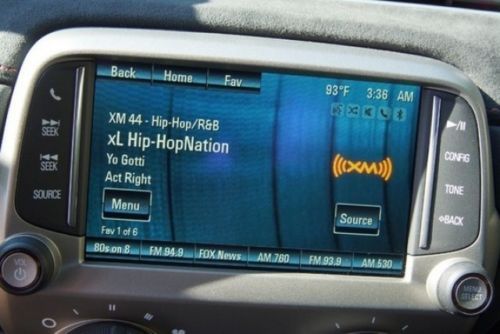 Back Home Fav
93°F 3:36 AM
XM 44 - Hip-Hop/R&B
xL Hip-HopNation
Yo Gotti
Act Right
((XM))
Menu
Source
Fav 1 of 6
80s on 8 FM 94.9 FOX News AM 760 FM 93.9 AM 530
SEEK
SEEK
SOURCE
VOL
CONFIG
TONE
BACK
MENU
SELECT